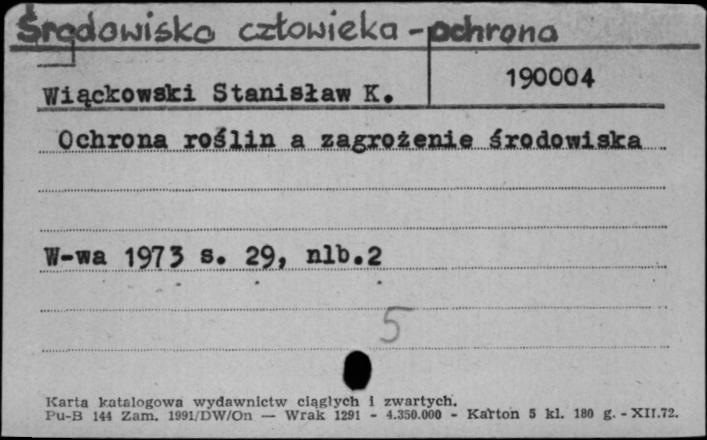 Środowisko człowieka - ochrona
190004
Wiąckowski Stanisław K.
Ochrona roślin a zagrożenie środowiska
W-wa 1973 s. 29, nlb.2
5
Karta katalogowa wydawnictw ciągłych i zwartych.
Pu-B 144 Zam. 1991/DW/On — Wrak 1291 - 4.350.000 - Karton 5 kl. 180 g. - XII.72.